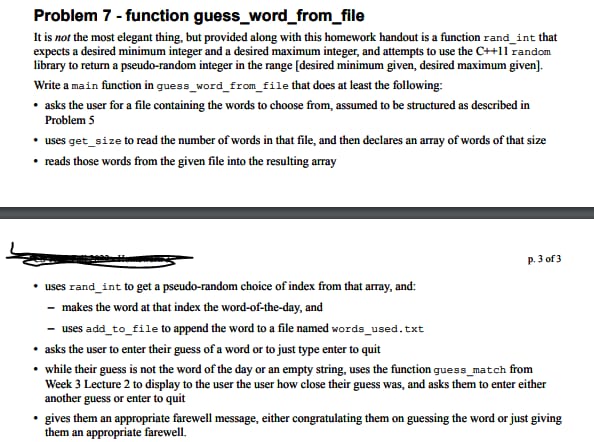 Problem 7 - function guess_word_from_file
It is not the most elegant thing, but provided along with this homework handout is a function rand_int that
expects a desired minimum integer and a desired maximum integer, and attempts to use the C++11 random
library to return a pseudo-random integer in the range [desired minimum given, desired maximum given].
Write a main function in guess_word_from_file that does at least the following:
• asks the user for a file containing the words to choose from, assumed to be structured as described in
Problem 5
• uses get_size to read the number of words in that file, and then declares an array of words of that size
• reads those words from the given file into the resulting array
p. 3 of 3
• uses rand_int to get a pseudo-random choice of index from that array, and:
– makes the word at that index the word-of-the-day, and
– uses add_to_file to append the word to a file named words_used.txt
• asks the user to enter their guess of a word or to just type enter to quit
• while their guess is not the word of the day or an empty string, uses the function guess_match from
Week 3 Lecture 2 to display to the user the user how close their guess was, and asks them to enter either
another guess or enter to quit
• gives them an appropriate farewell message, either congratulating them on guessing the word or just giving
them an appropriate farewell.